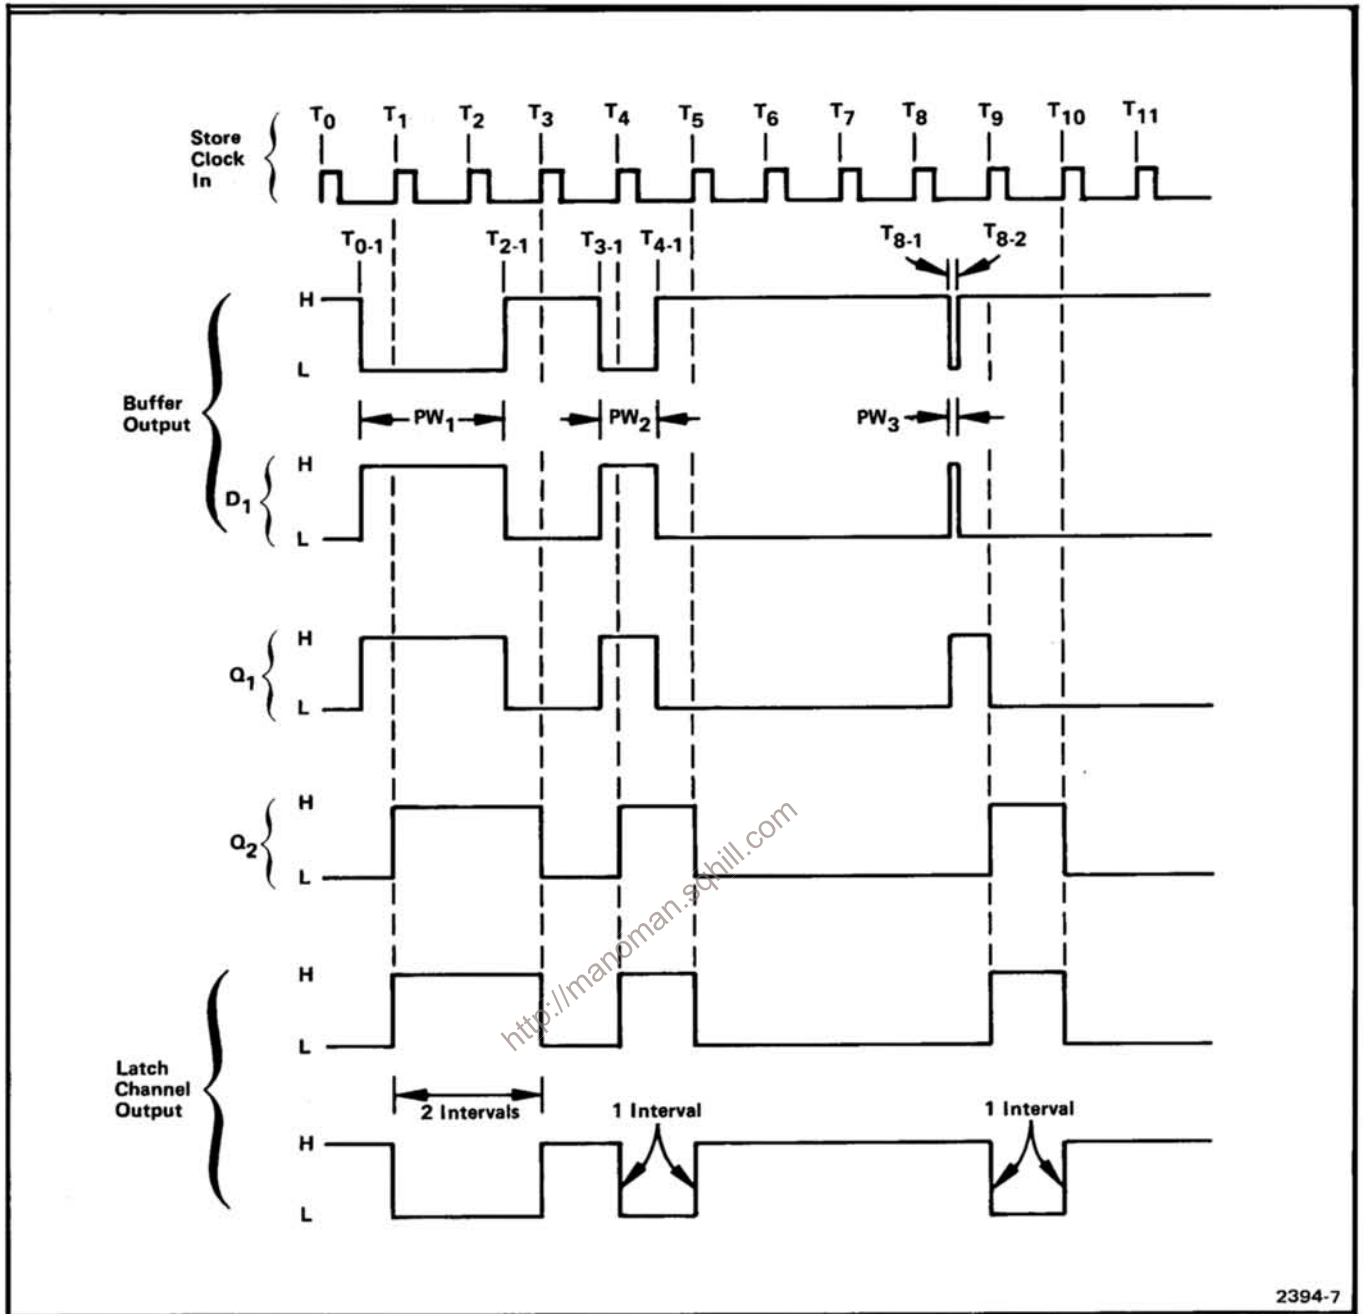 T0 T1 T2 T3 T4 T5 T6 T7 T8 T9 T10 T11
Store
Clock
In
T0-1 T2-1 T3-1 T4-1 T8-1 T8-2
H
L
Buffer
Output
PW1 PW2 PW3
H
D1
L
H
Q1
L
H
Q2
L
http://manoman.sqhill.com
H
L
Latch
Channel
Output
2 Intervals 1 Interval 1 Interval
H
L
2394-7